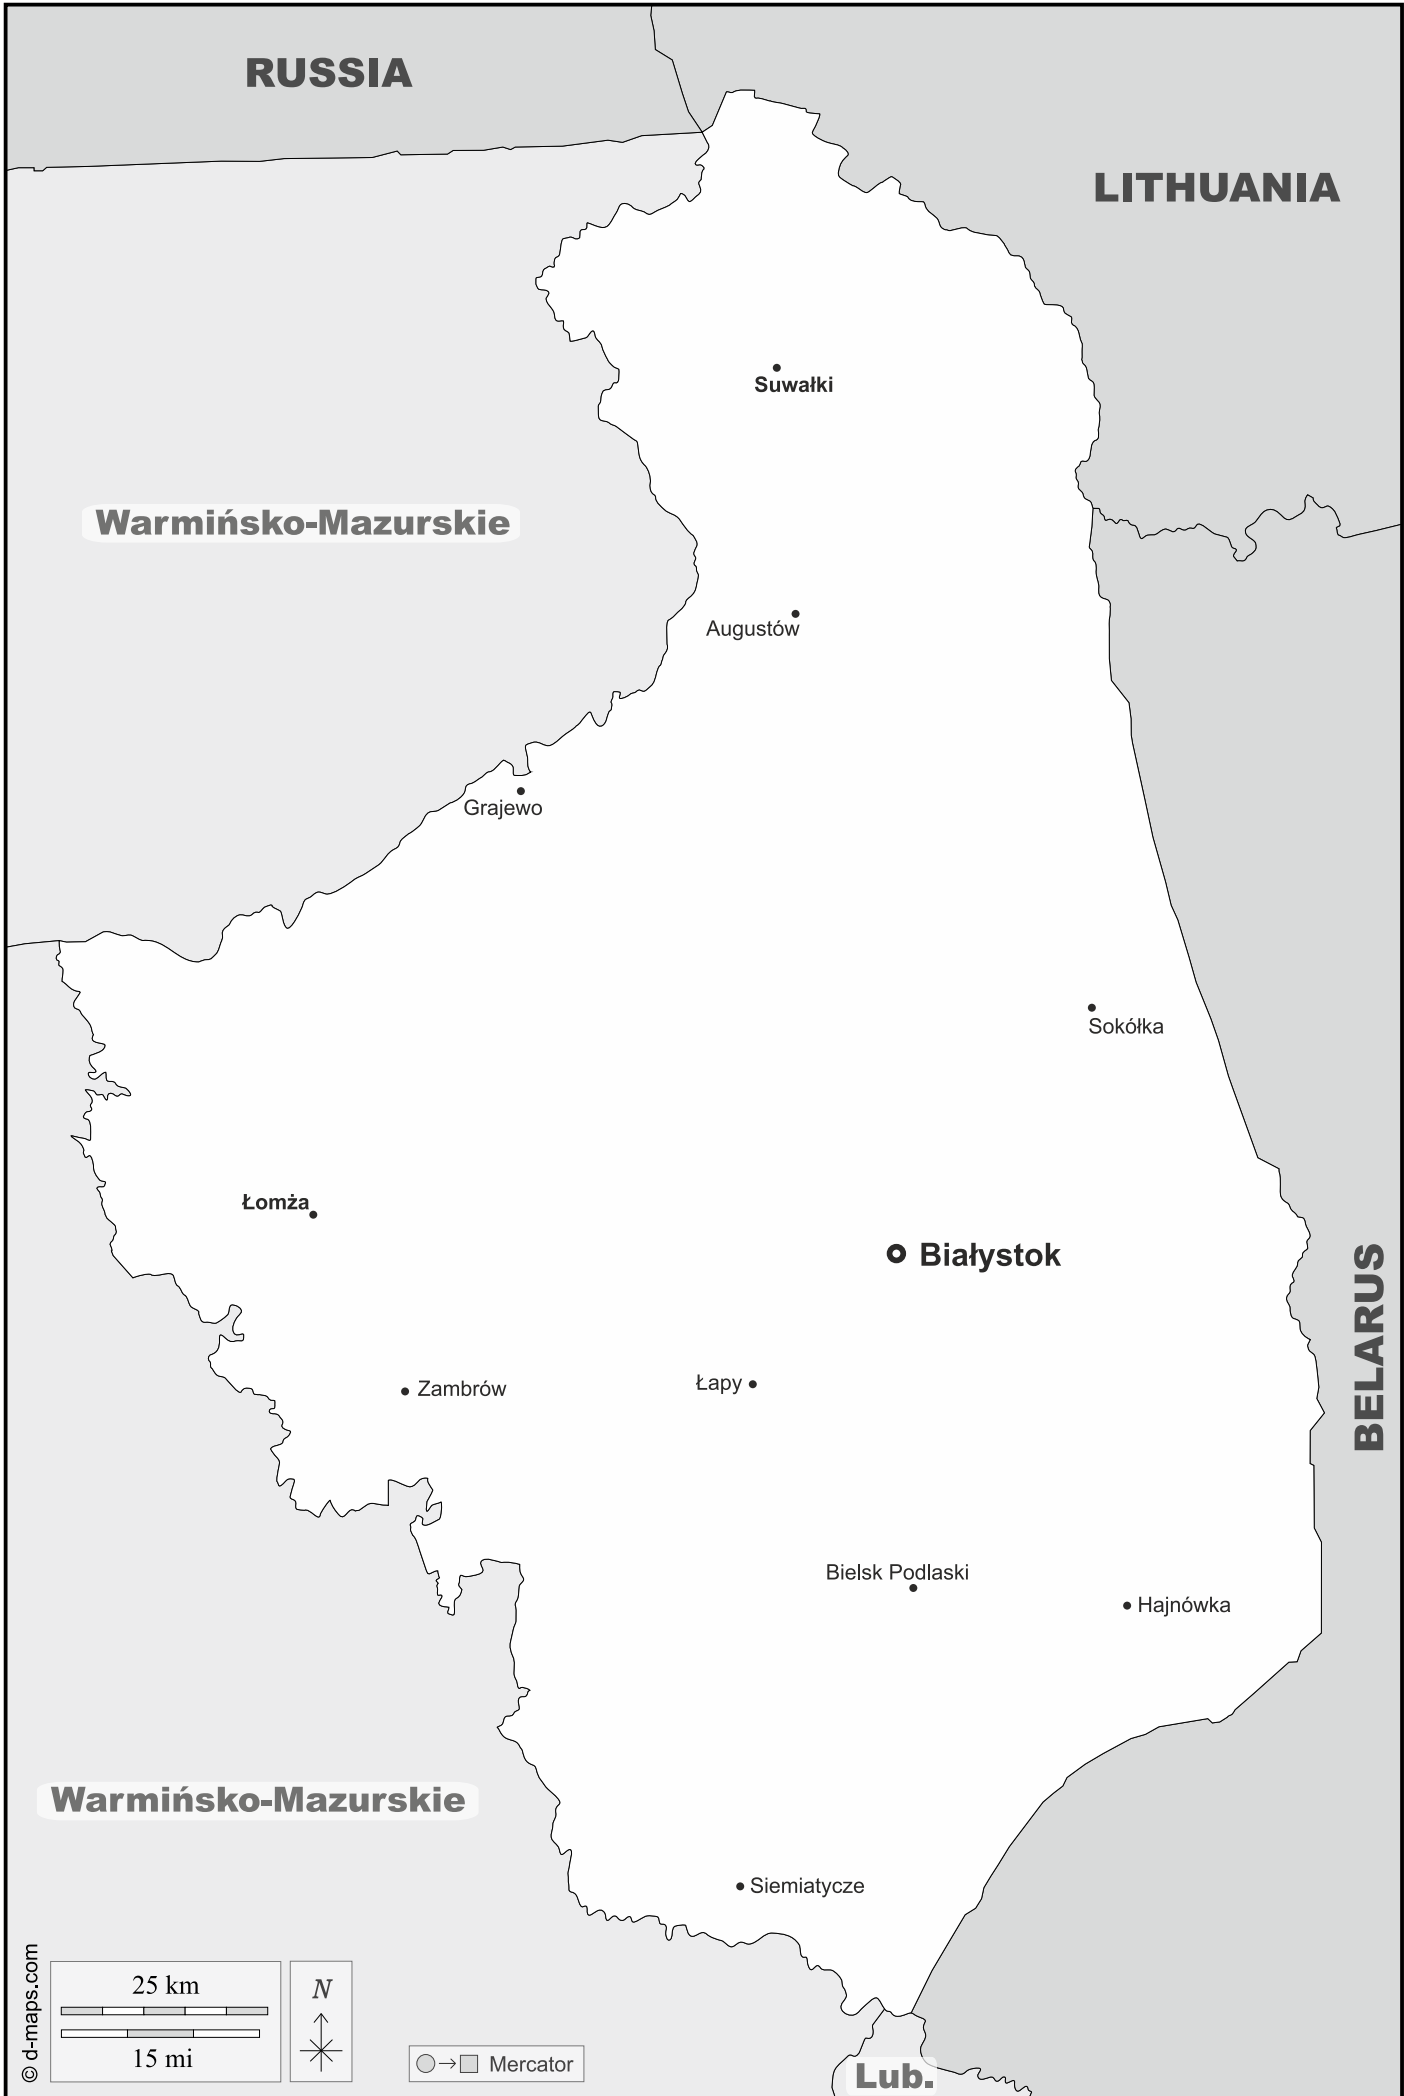 RUSSIA
LITHUANIA
Suwałki
Warmińsko-Mazurskie
Augustów
Grajewo
Sokółka
Łomża
Białystok
BELARUS
Zambrów
Łapy
Bielsk Podlaski
Hajnówka
Warmińsko-Mazurskie
Siemiatycze
© d-maps.com
25 km
15 mi
N
Mercator
Lub.